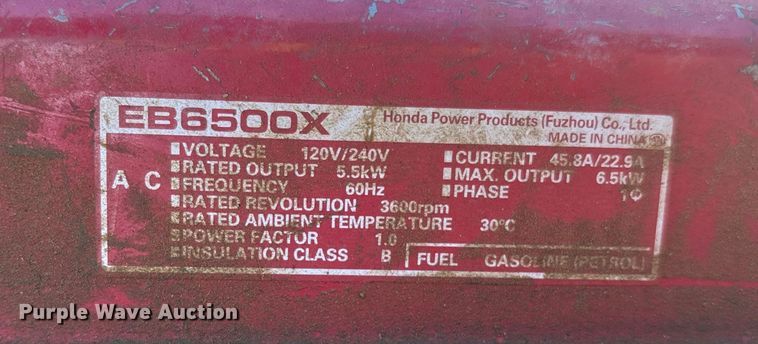 EB6500X Honda Power Products (Fuzhou) Co., Ltd.
MADE IN CHINA
A C
VOLTAGE 120V/240V
CURRENT 45.8A/22.9A
RATED OUTPUT 5.5kW
MAX. OUTPUT 6.5kW
FREQUENCY 60Hz
PHASE 1Φ
RATED REVOLUTION 3600rpm
RATED AMBIENT TEMPERATURE 30°C
POWER FACTOR 1.0
INSULATION CLASS B
FUEL GASOLINE (PETROL)
Purple Wave Auction